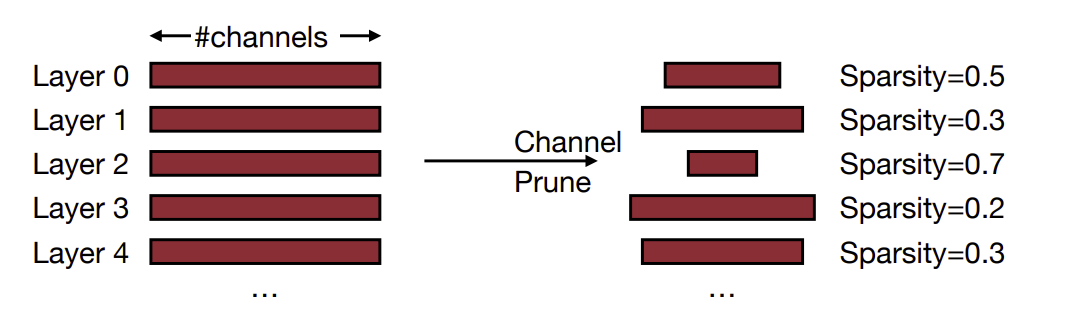 #channels
Layer 0
Sparsity=0.5
Layer 1
Sparsity=0.3
Channel
Layer 2
Sparsity=0.7
Prune
Layer 3
Sparsity=0.2
Layer 4
Sparsity=0.3
...
...